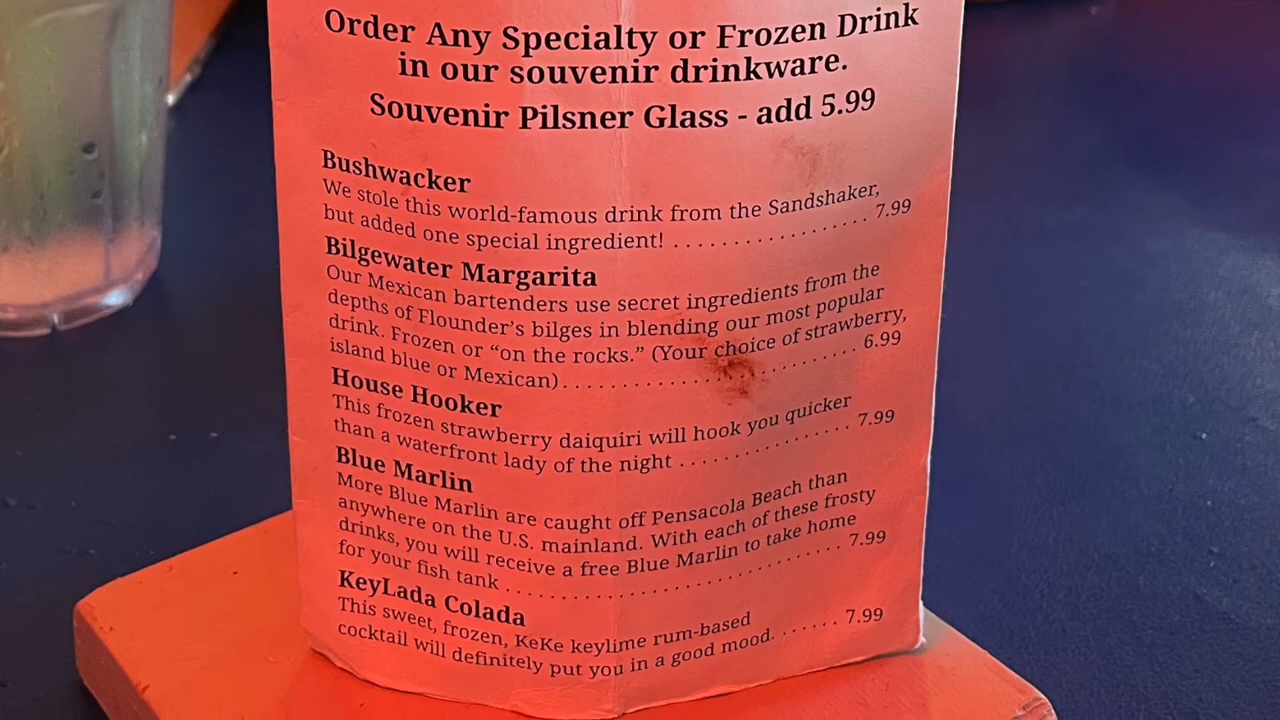 Order Any Specialty or Frozen Drink
in our souvenir drinkware.
Souvenir Pilsner Glass - add 5.99
Bushwacker
We stole this world-famous drink from the Sandshaker,
but added one special ingredient! . . . . . . . . . . . . . . . . . 7.99
Bilgewater Margarita
Our Mexican bartenders use secret ingredients from the
depths of Flounder’s bilges in blending our most popular
drink. Frozen or “on the rocks.” (Your choice of strawberry,
island blue or Mexican). . . . . . . . . . . . . . . . . . . . . . . . . 6.99
House Hooker
This frozen strawberry daiquiri will hook you quicker
than a waterfront lady of the night . . . . . . . . . . . . . . . 7.99
Blue Marlin
More Blue Marlin are caught off Pensacola Beach than
anywhere on the U.S. mainland. With each of these frosty
drinks, you will receive a free Blue Marlin to take home
for your fish tank . . . . . . . . . . . . . . . . . . . . . . . . . . . . . 7.99
KeyLada Colada
This sweet, frozen, KeKe keylime rum-based
cocktail will definitely put you in a good mood. . . . . . . 7.99